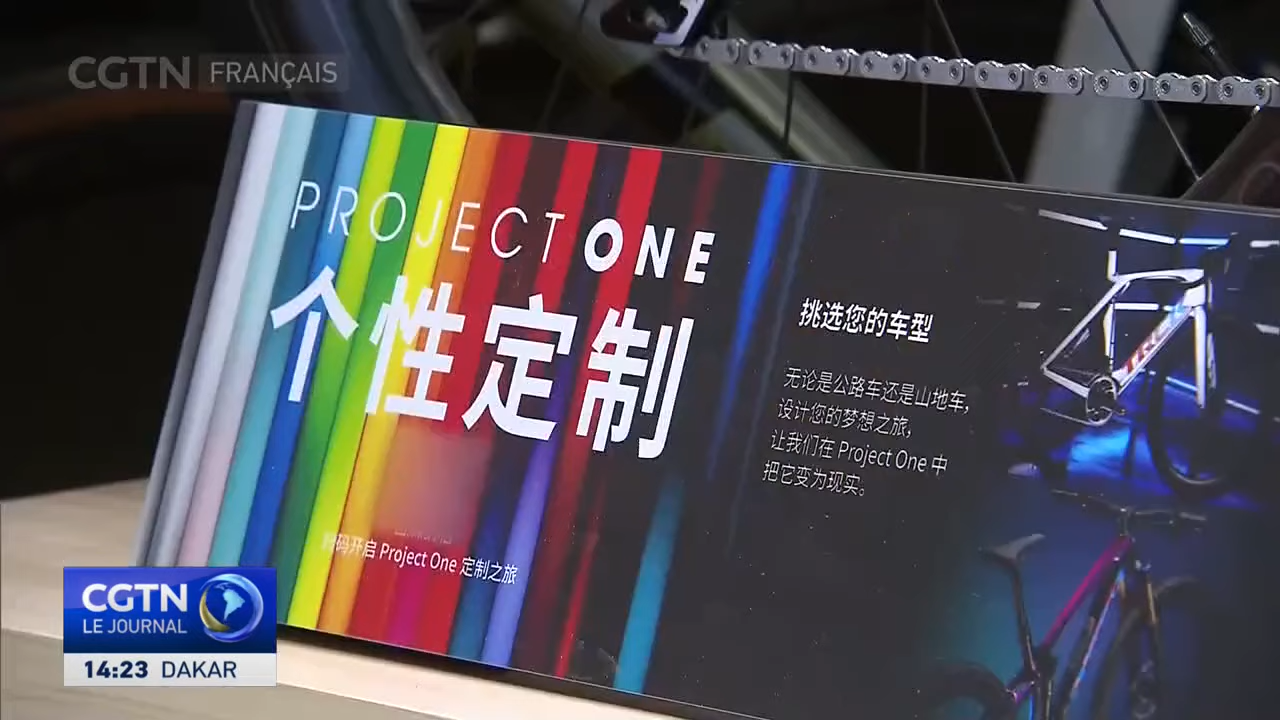 CGTN FRANÇAIS
PROJECT ONE
个性定制
挑选您的车型
无论是公路车还是山地车，
设计您的梦想之旅，
让我们在 Project One 中
把它变为现实。
码开启 Project One 定制之旅
CGTN
LE JOURNAL
14:23 DAKAR